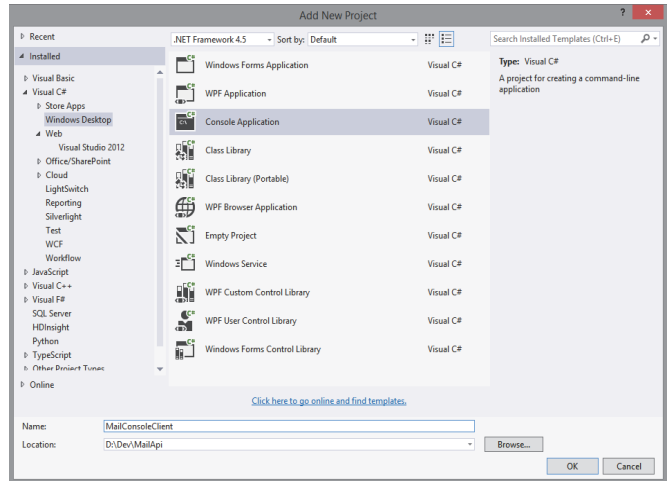 Add New Project
Recent
.NET Framework 4.5 Sort by: Default
Search Installed Templates (Ctrl+E)
Installed
Visual Basic
Visual C#
Store Apps
Windows Desktop
Web
Visual Studio 2012
Office/SharePoint
Cloud
LightSwitch
Reporting
Silverlight
Test
WCF
Workflow
JavaScript
Visual C++
Visual F#
SQL Server
HDInsight
Python
TypeScript
Other Project Types
Online
Windows Forms Application Visual C#
WPF Application Visual C#
Console Application Visual C#
Class Library Visual C#
Class Library (Portable) Visual C#
WPF Browser Application Visual C#
Empty Project Visual C#
Windows Service Visual C#
WPF Custom Control Library Visual C#
WPF User Control Library Visual C#
Windows Forms Control Library Visual C#
Click here to go online and find templates.
Type: Visual C#
A project for creating a command-line
application
Name: MailConsoleClient
Location: D:\Dev\MailApi Browse...
OK Cancel